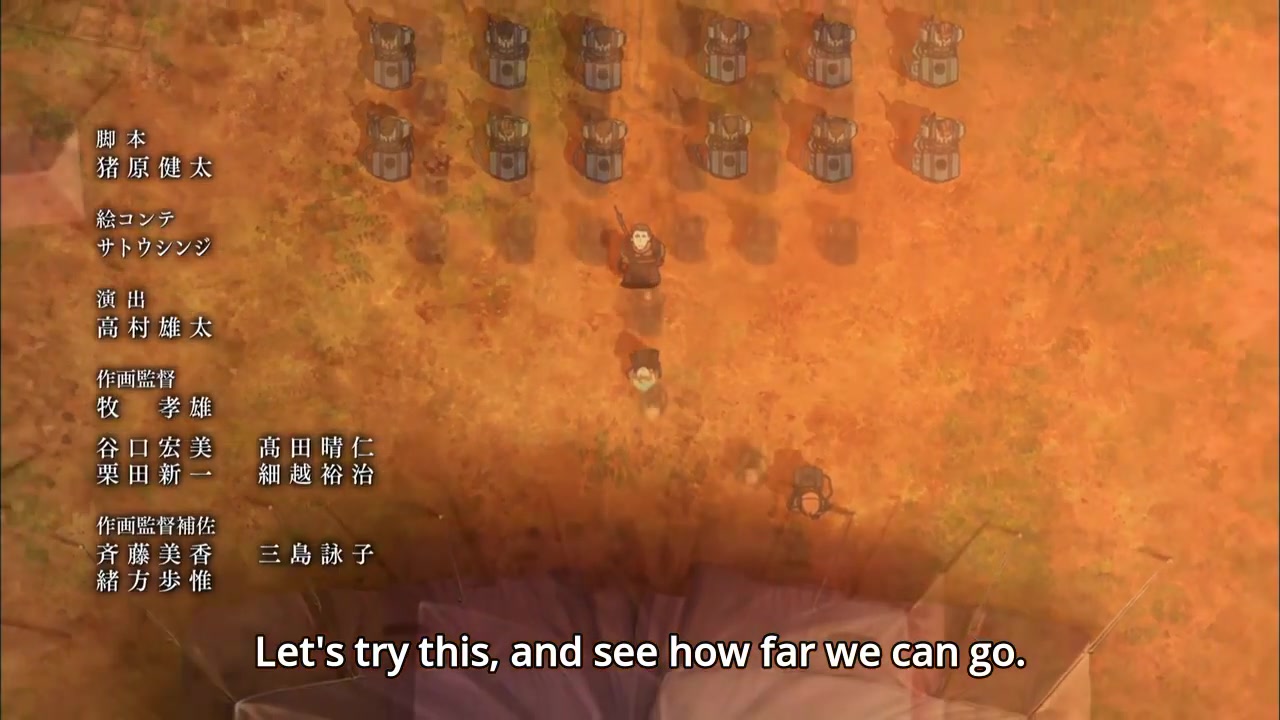 脚本
猪原健太
絵コンテ
サトウシンジ
演出
高村雄太
作画監督
牧　孝雄
谷口宏美　髙田晴仁
栗田新一　細越裕治
作画監督補佐
斉藤美香　三島詠子
緒方歩惟
Let's try this, and see how far we can go.